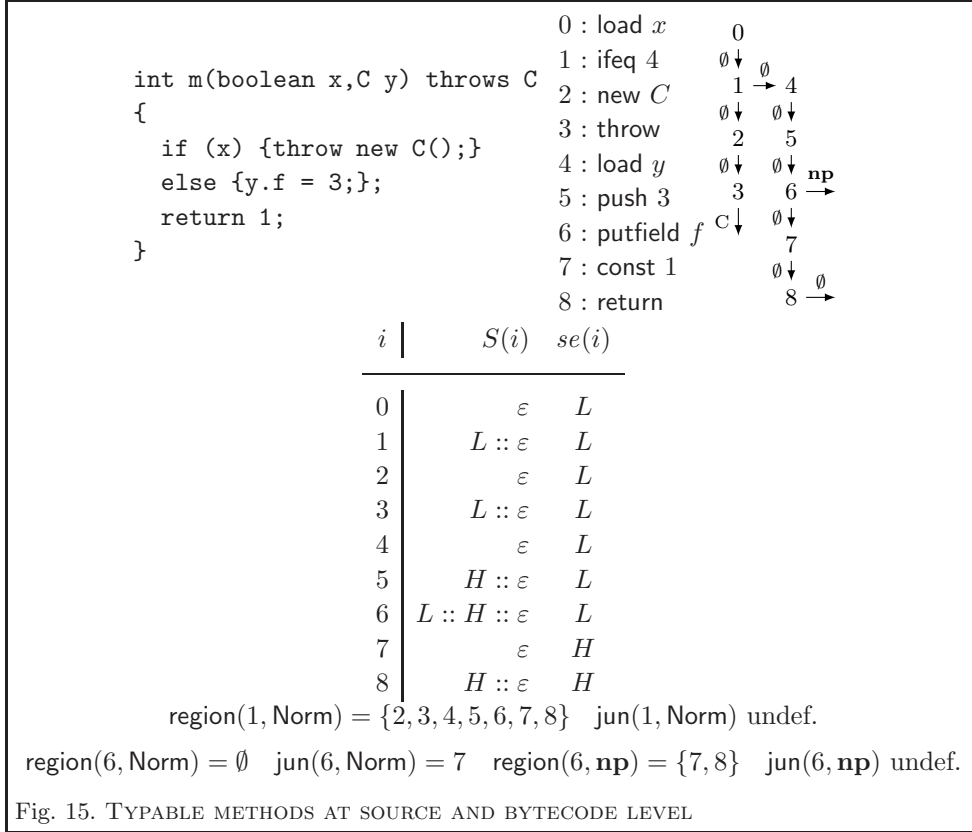 int m(boolean x,C y) throws C
{
if (x) {throw new C();}
else {y.f = 3;};
return 1;
}
0 : load x
1 : ifeq 4
2 : new C
3 : throw
4 : load y
5 : push 3
6 : putfield f
7 : const 1
8 : return
0
∅ ∅
1 4
∅ ∅
2 5
∅ ∅ np
3 6
C ∅
7
∅ ∅
8
i S(i) se(i)
0 ε L
1 L :: ε L
2 ε L
3 L :: ε L
4 ε L
5 H :: ε L
6 L :: H :: ε L
7 ε H
8 H :: ε H
region(1, Norm) = {2, 3, 4, 5, 6, 7, 8} jun(1, Norm) undef.
region(6, Norm) = ∅ jun(6, Norm) = 7 region(6, np) = {7, 8} jun(6, np) undef.
Fig. 15. TYPABLE METHODS AT SOURCE AND BYTECODE LEVEL